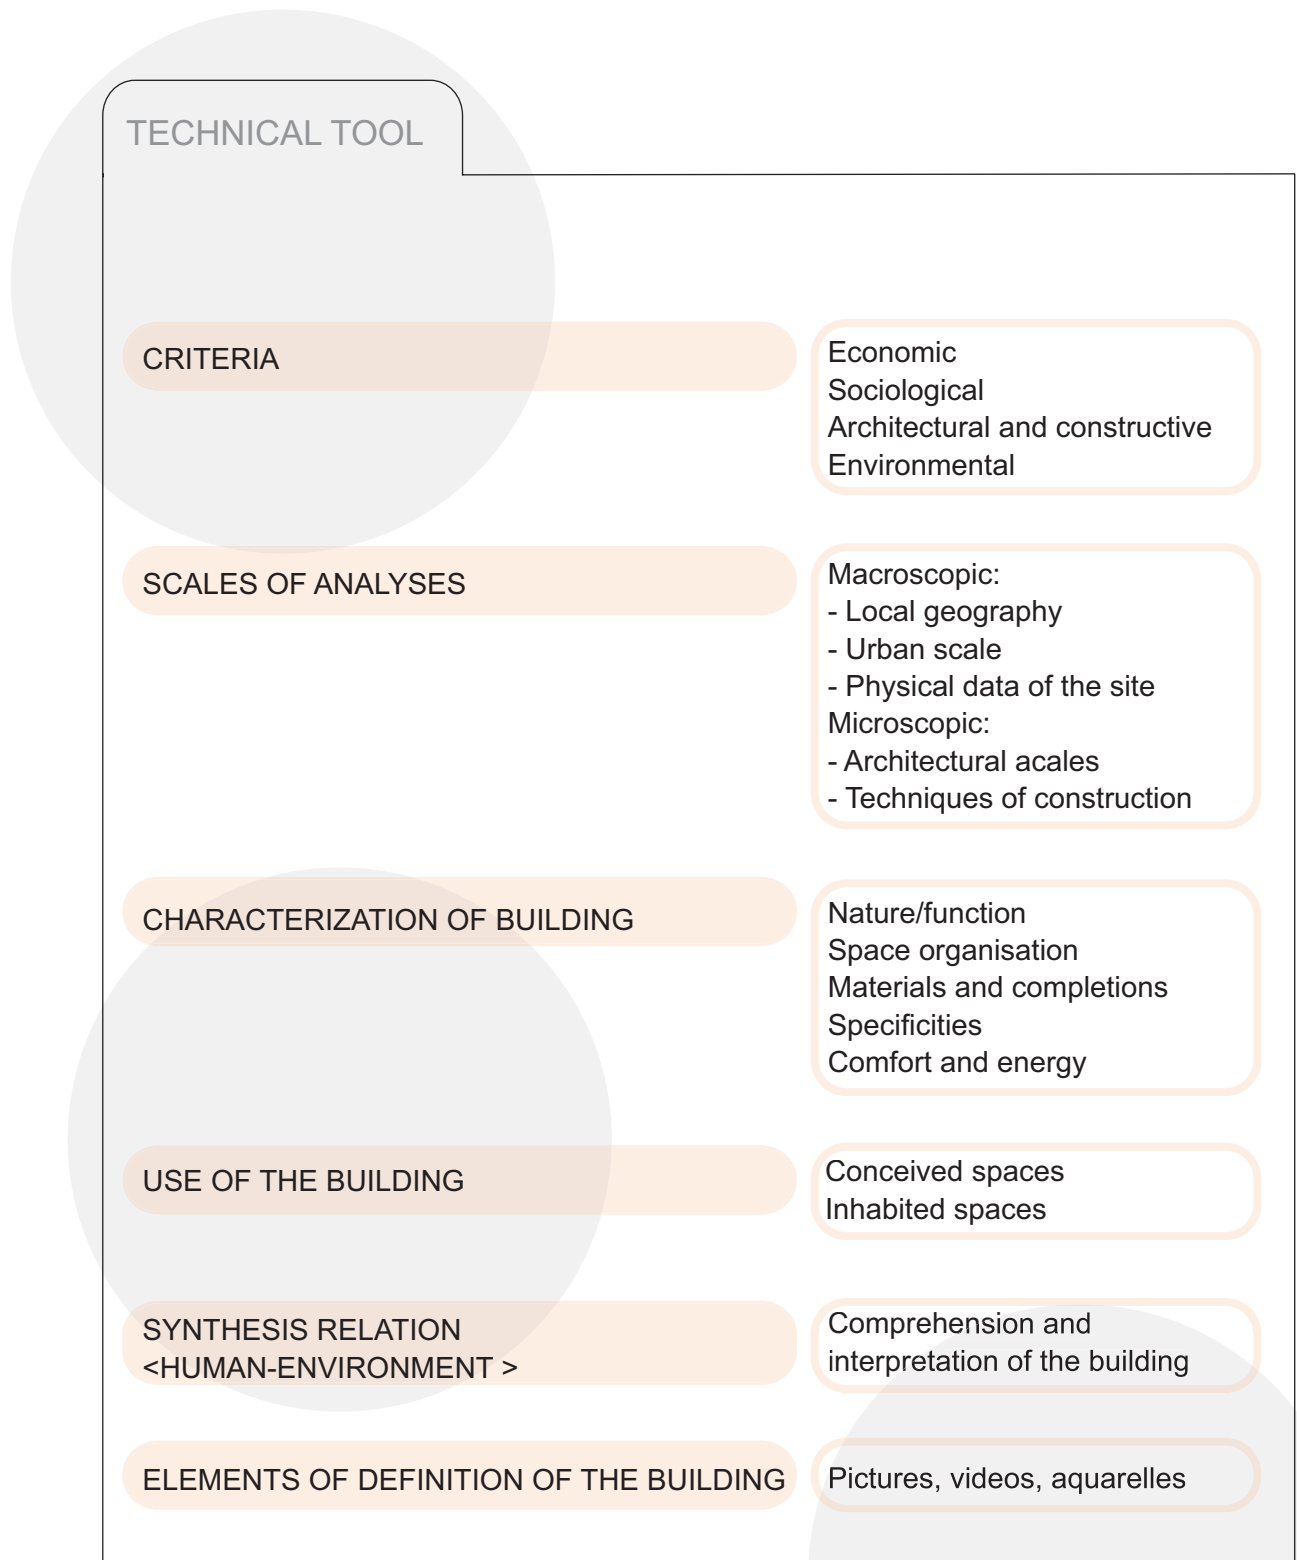 TECHNICAL TOOL
CRITERIA
Economic
Sociological
Architectural and constructive
Environmental
SCALES OF ANALYSES
Macroscopic:
- Local geography
- Urban scale
- Physical data of the site
Microscopic:
- Architectural acales
- Techniques of construction
CHARACTERIZATION OF BUILDING
Nature/function
Space organisation
Materials and completions
Specificities
Comfort and energy
USE OF THE BUILDING
Conceived spaces
Inhabited spaces
SYNTHESIS RELATION
<HUMAN-ENVIRONMENT >
Comprehension and
interpretation of the building
ELEMENTS OF DEFINITION OF THE BUILDING
Pictures, videos, aquarelles